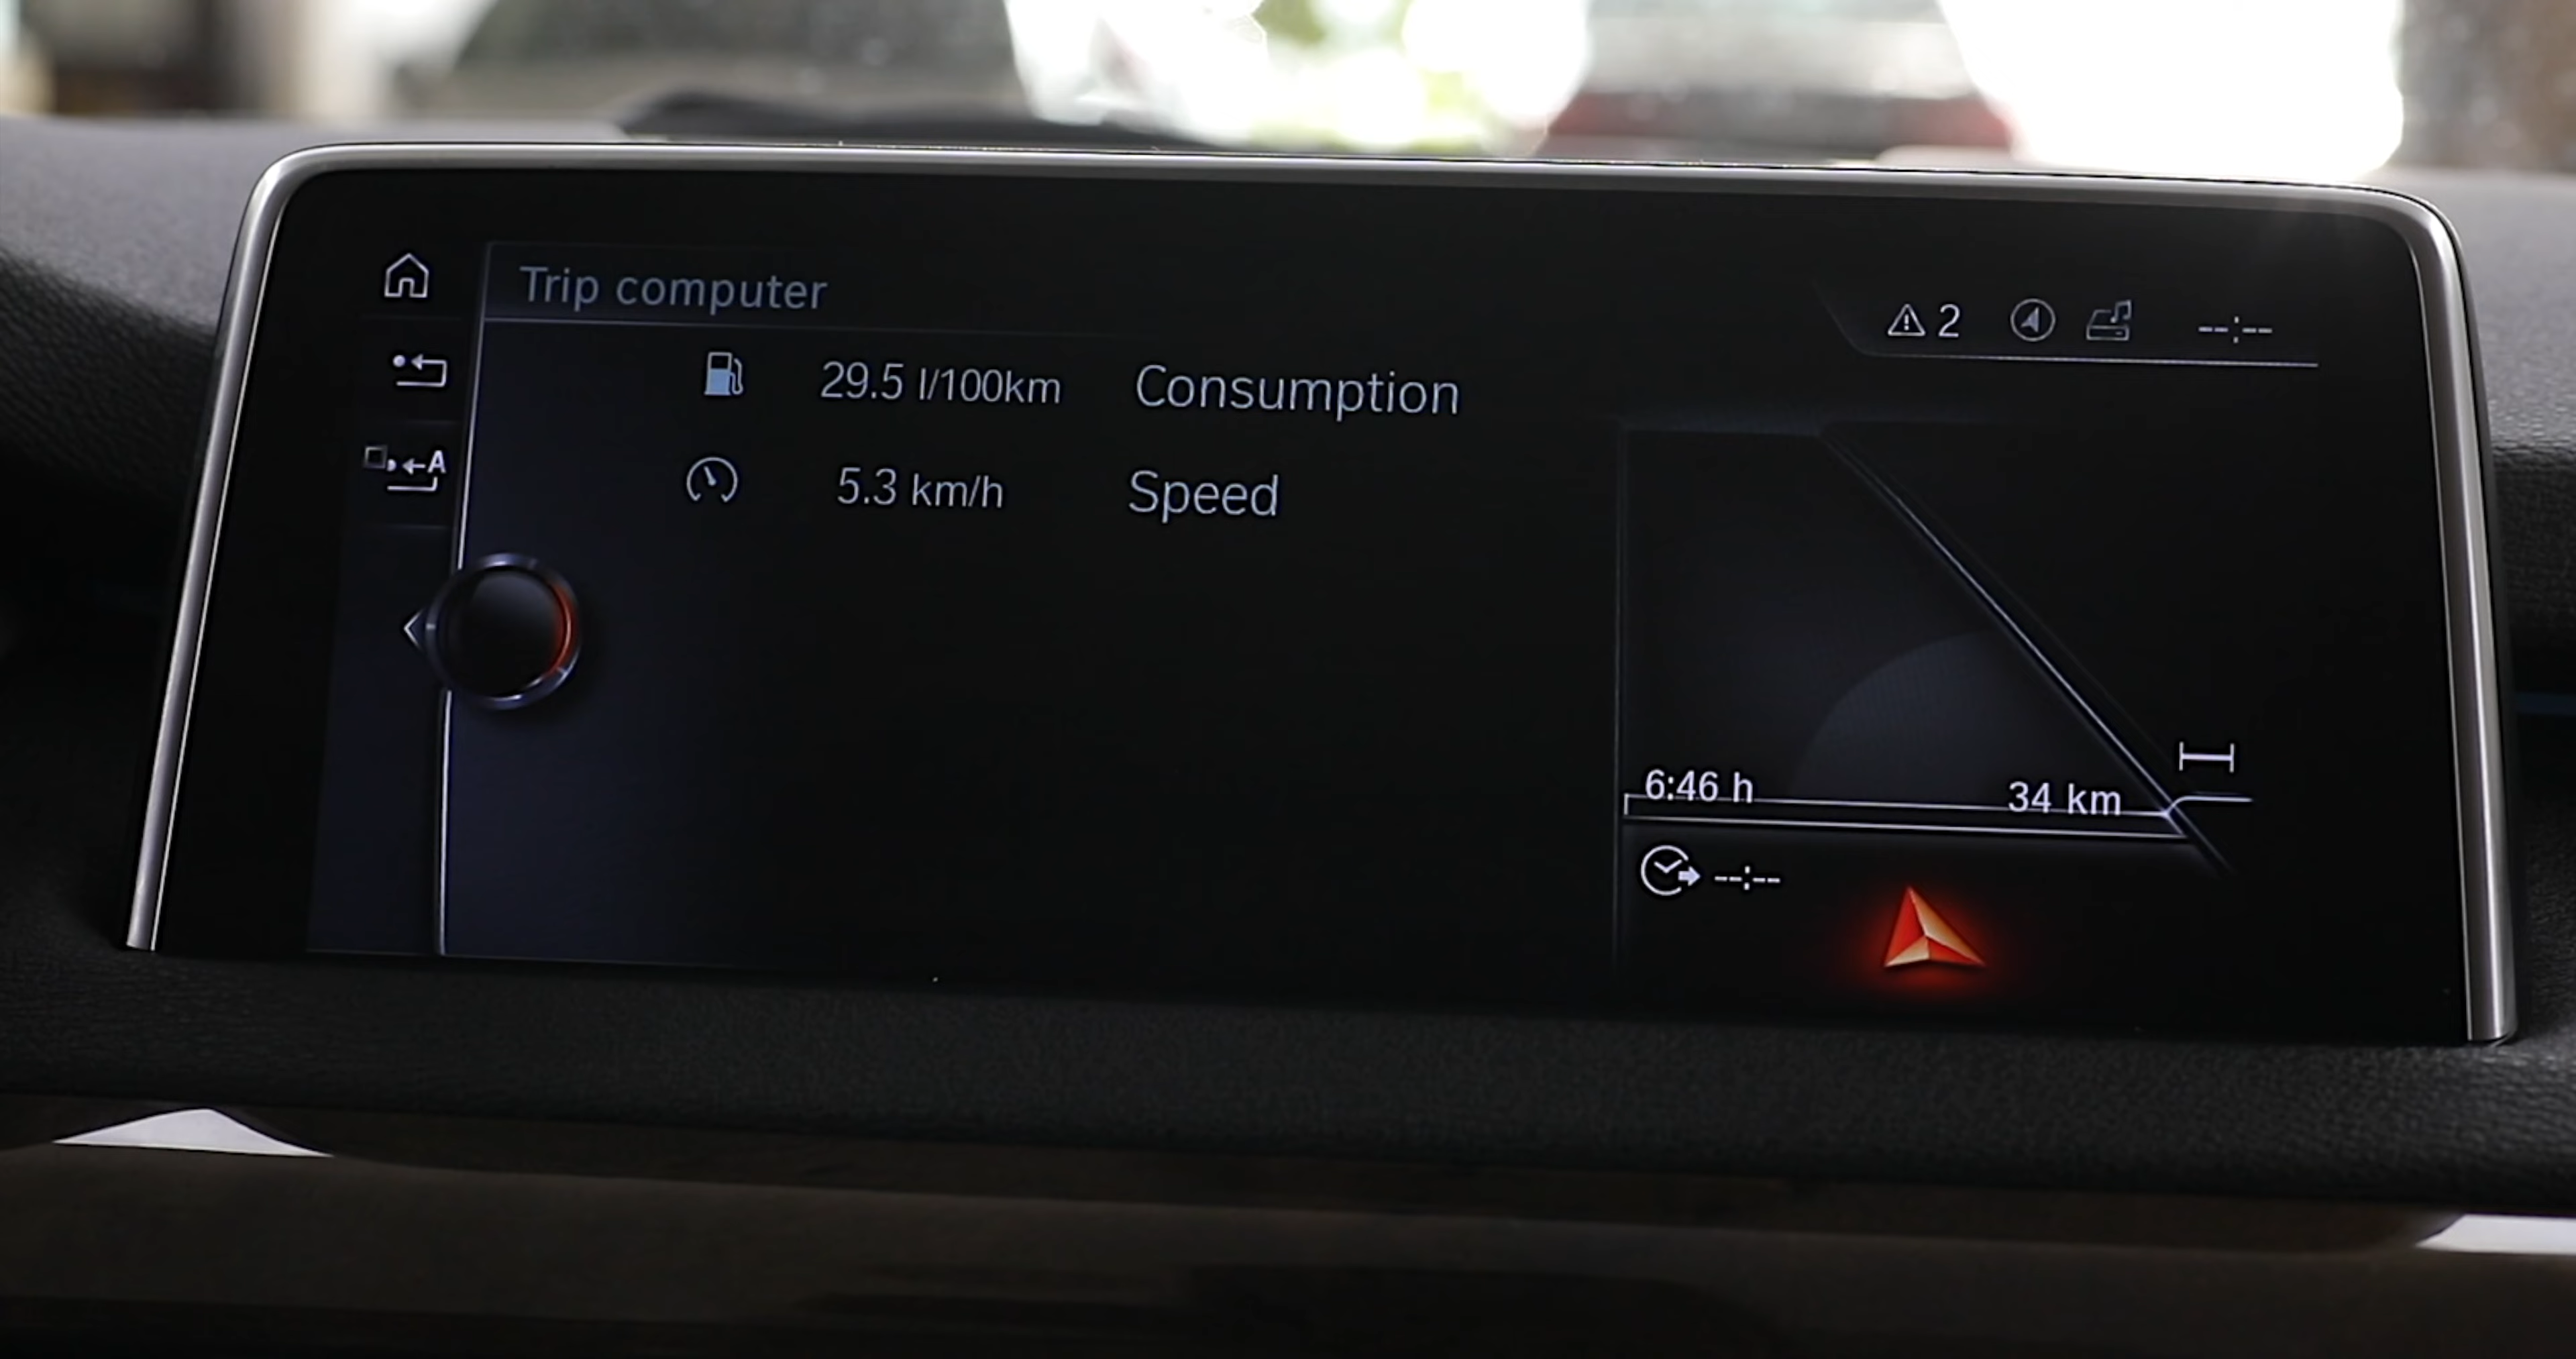 Trip computer
2
--:--
29.5 l/100km Consumption
A
5.3 km/h Speed
6:46 h
34 km
--:--